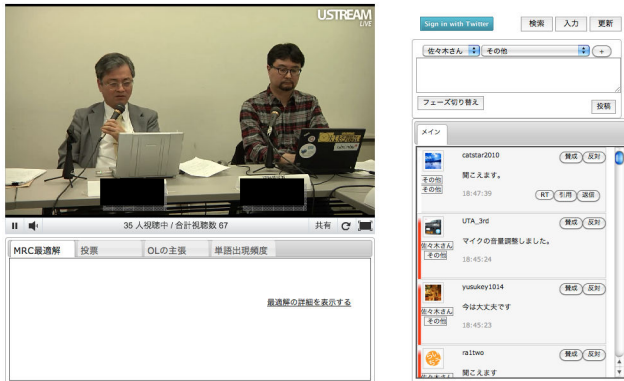 USTREAM
LIVE
35 人視聴中 / 合計視聴数 67
共有
MRC最適解
投票
OLの主張
単語出現頻度
最適解の詳細を表示する
Sign in with Twitter
検索
入力
更新
佐々木さん
その他
+
フェーズ切り替え
投稿
メイン
catstar2010
賛成
反対
聞こえます。
その他
その他
18:47:39
RT
引用
返信
UTA_3rd
賛成
反対
マイクの音量調整しました。
佐々木さん
その他
18:45:24
yusukey1014
賛成
反対
今は大丈夫です
佐々木さん
その他
18:45:23
ra1two
賛成
反対
聞こえます
佐々木さん